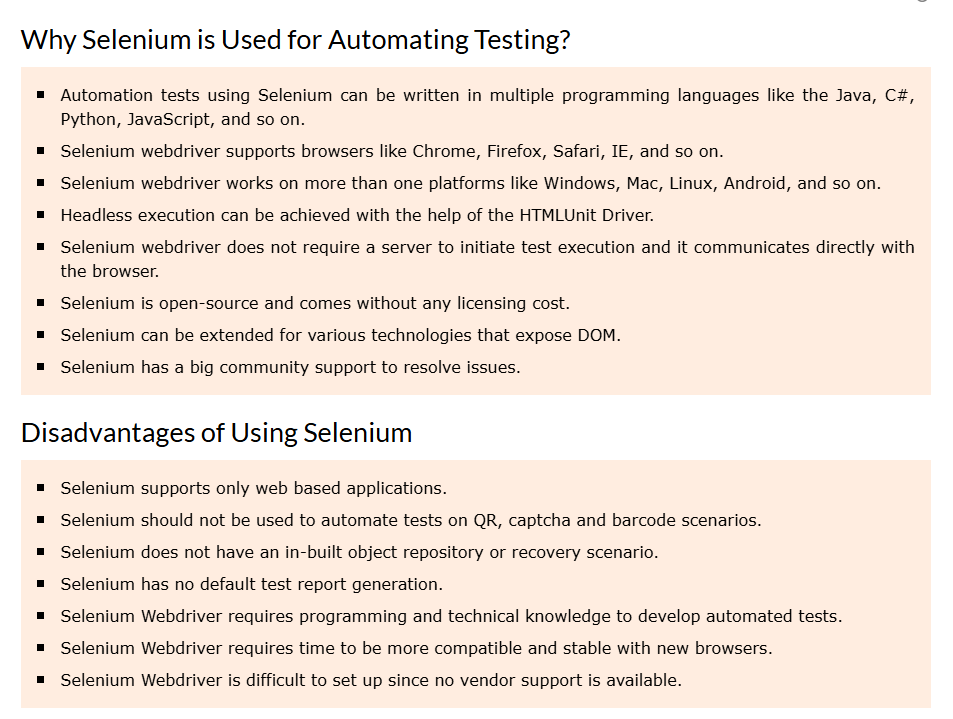 Why Selenium is Used for Automating Testing?
Automation tests using Selenium can be written in multiple programming languages like the Java, C#,
Python, JavaScript, and so on.
Selenium webdriver supports browsers like Chrome, Firefox, Safari, IE, and so on.
Selenium webdriver works on more than one platforms like Windows, Mac, Linux, Android, and so on.
Headless execution can be achieved with the help of the HTMLUnit Driver.
Selenium webdriver does not require a server to initiate test execution and it communicates directly with
the browser.
Selenium is open-source and comes without any licensing cost.
Selenium can be extended for various technologies that expose DOM.
Selenium has a big community support to resolve issues.
Disadvantages of Using Selenium
Selenium supports only web based applications.
Selenium should not be used to automate tests on QR, captcha and barcode scenarios.
Selenium does not have an in-built object repository or recovery scenario.
Selenium has no default test report generation.
Selenium Webdriver requires programming and technical knowledge to develop automated tests.
Selenium Webdriver requires time to be more compatible and stable with new browsers.
Selenium Webdriver is difficult to set up since no vendor support is available.